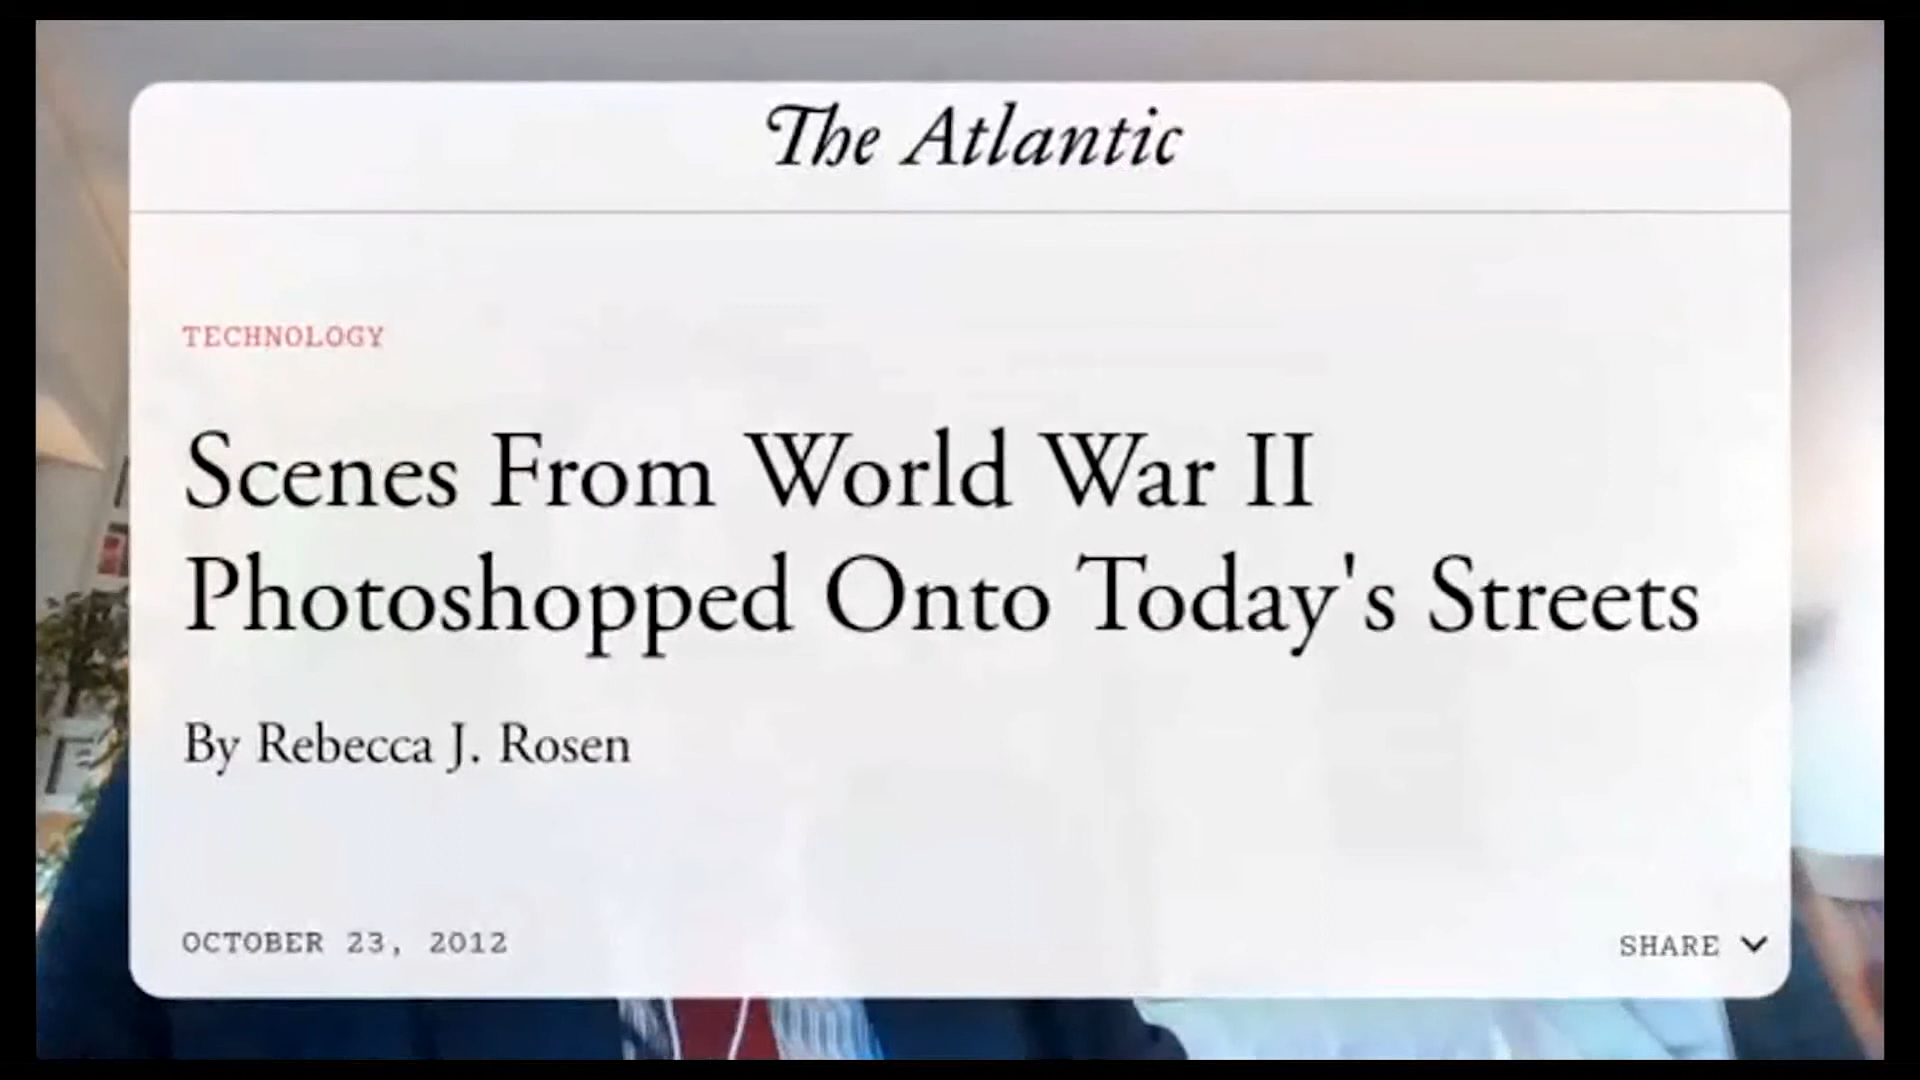 The Atlantic
TECHNOLOGY
Scenes From World War II
Photoshopped Onto Today's Streets
By Rebecca J. Rosen
OCTOBER 23, 2012
SHARE